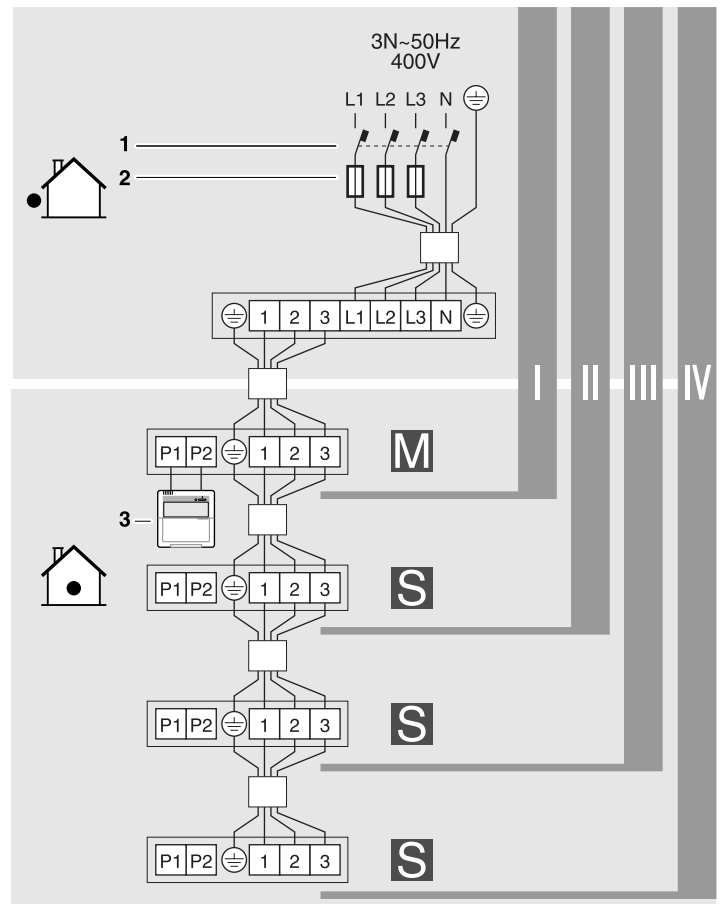 3N~50Hz
400V
L1 L2 L3 N
1
2
1 2 3 L1 L2 L3 N
I II III IV
P1 P2 1 2 3 M
3
P1 P2 1 2 3 S
P1 P2 1 2 3 S
P1 P2 1 2 3 S